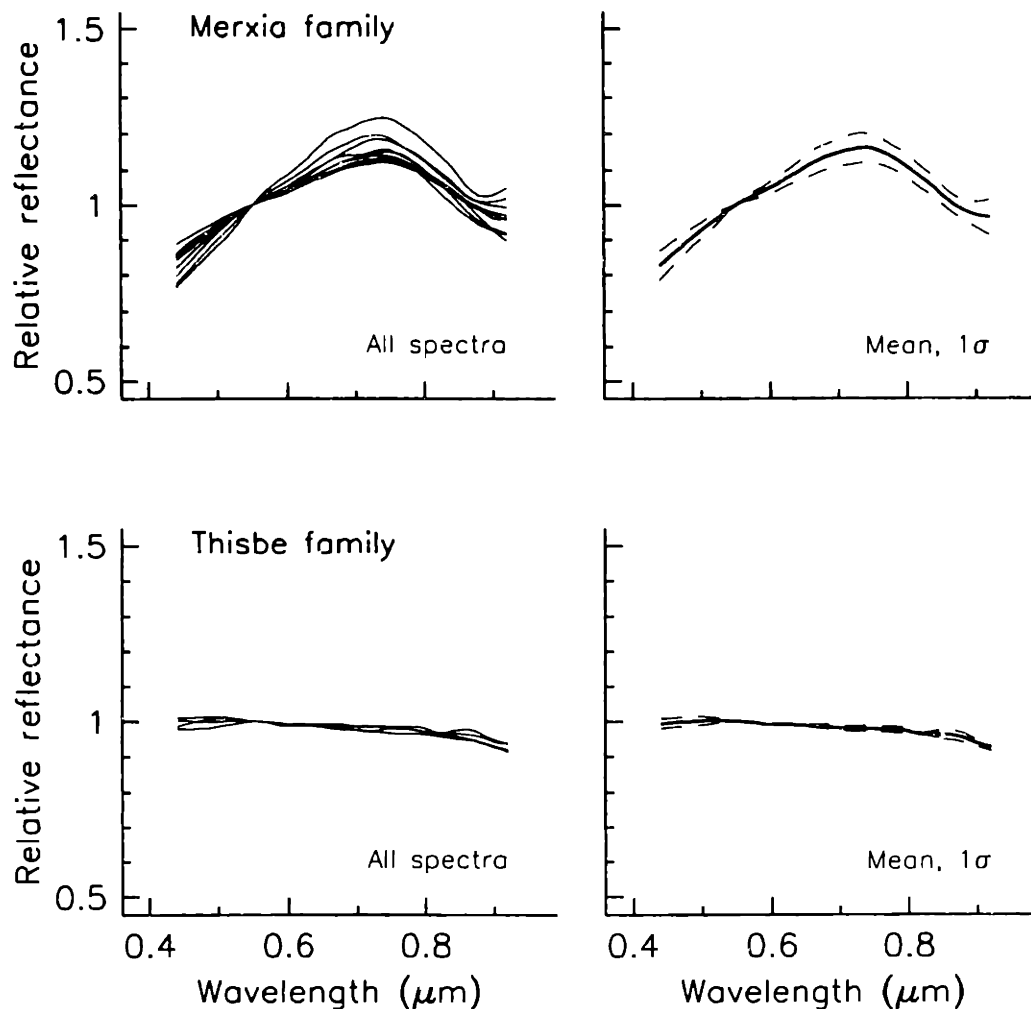 Merxia family
1.5
1
0.5
Relative reflectance
All spectra
Mean, 1σ
Thisbe family
1.5
1
0.5
Relative reflectance
All spectra
Mean, 1σ
0.4 0.6 0.8
0.4 0.6 0.8
Wavelength (μm)
Wavelength (μm)